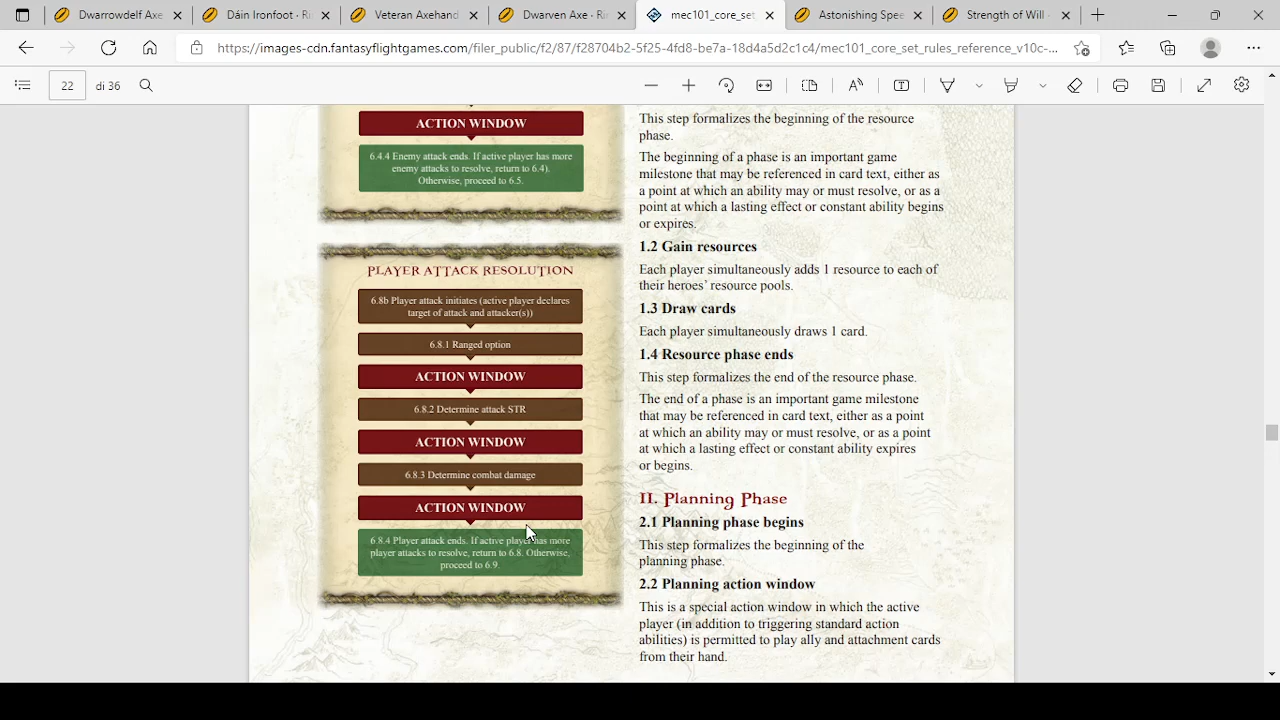 Dwarrowdelf Axe
Dáin Ironfoot · Ri
Veteran Axehand
Dwarven Axe · Ri
mec101_core_set
Astonishing Spee
Strength of Will
https://images-cdn.fantasyflightgames.com/filer_public/f2/87/f28704b2-5f25-4fd8-be7a-18d4a5d2c1c4/mec101_core_set_rules_reference_v10c-...
22 di 36
ACTION WINDOW
6.4.4 Enemy attack ends. If active player has more
enemy attacks to resolve, return to 6.4).
Otherwise, proceed to 6.5.
PLAYER ATTACK RESOLUTION
6.8b Player attack initiates (active player declares
target of attack and attacker(s))
6.8.1 Ranged option
ACTION WINDOW
6.8.2 Determine attack STR
ACTION WINDOW
6.8.3 Determine combat damage
ACTION WINDOW
6.8.4 Player attack ends. If active player has more
player attacks to resolve, return to 6.8. Otherwise,
proceed to 6.9.
This step formalizes the beginning of the resource
phase.
The beginning of a phase is an important game
milestone that may be referenced in card text, either as
a point at which an ability may or must resolve, or as a
point at which a lasting effect or constant ability begins
or expires.
1.2 Gain resources
Each player simultaneously adds 1 resource to each of
their heroes' resource pools.
1.3 Draw cards
Each player simultaneously draws 1 card.
1.4 Resource phase ends
This step formalizes the end of the resource phase.
The end of a phase is an important game milestone
that may be referenced in card text, either as a point
at which an ability may or must resolve, or as a point
at which a lasting effect or constant ability expires
or begins.
II. Planning Phase
2.1 Planning phase begins
This step formalizes the beginning of the
planning phase.
2.2 Planning action window
This is a special action window in which the active
player (in addition to triggering standard action
abilities) is permitted to play ally and attachment cards
from their hand.